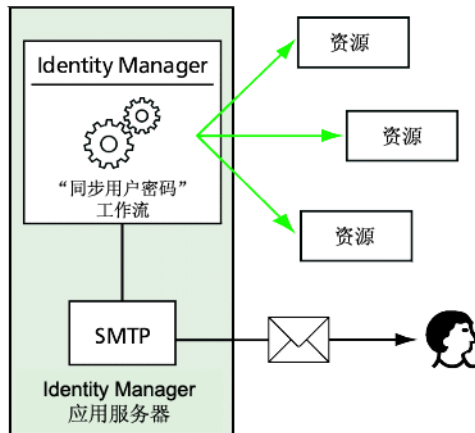 Identity Manager
“同步用户密码”
工作流
资源
资源
资源
SMTP
Identity Manager
应用服务器